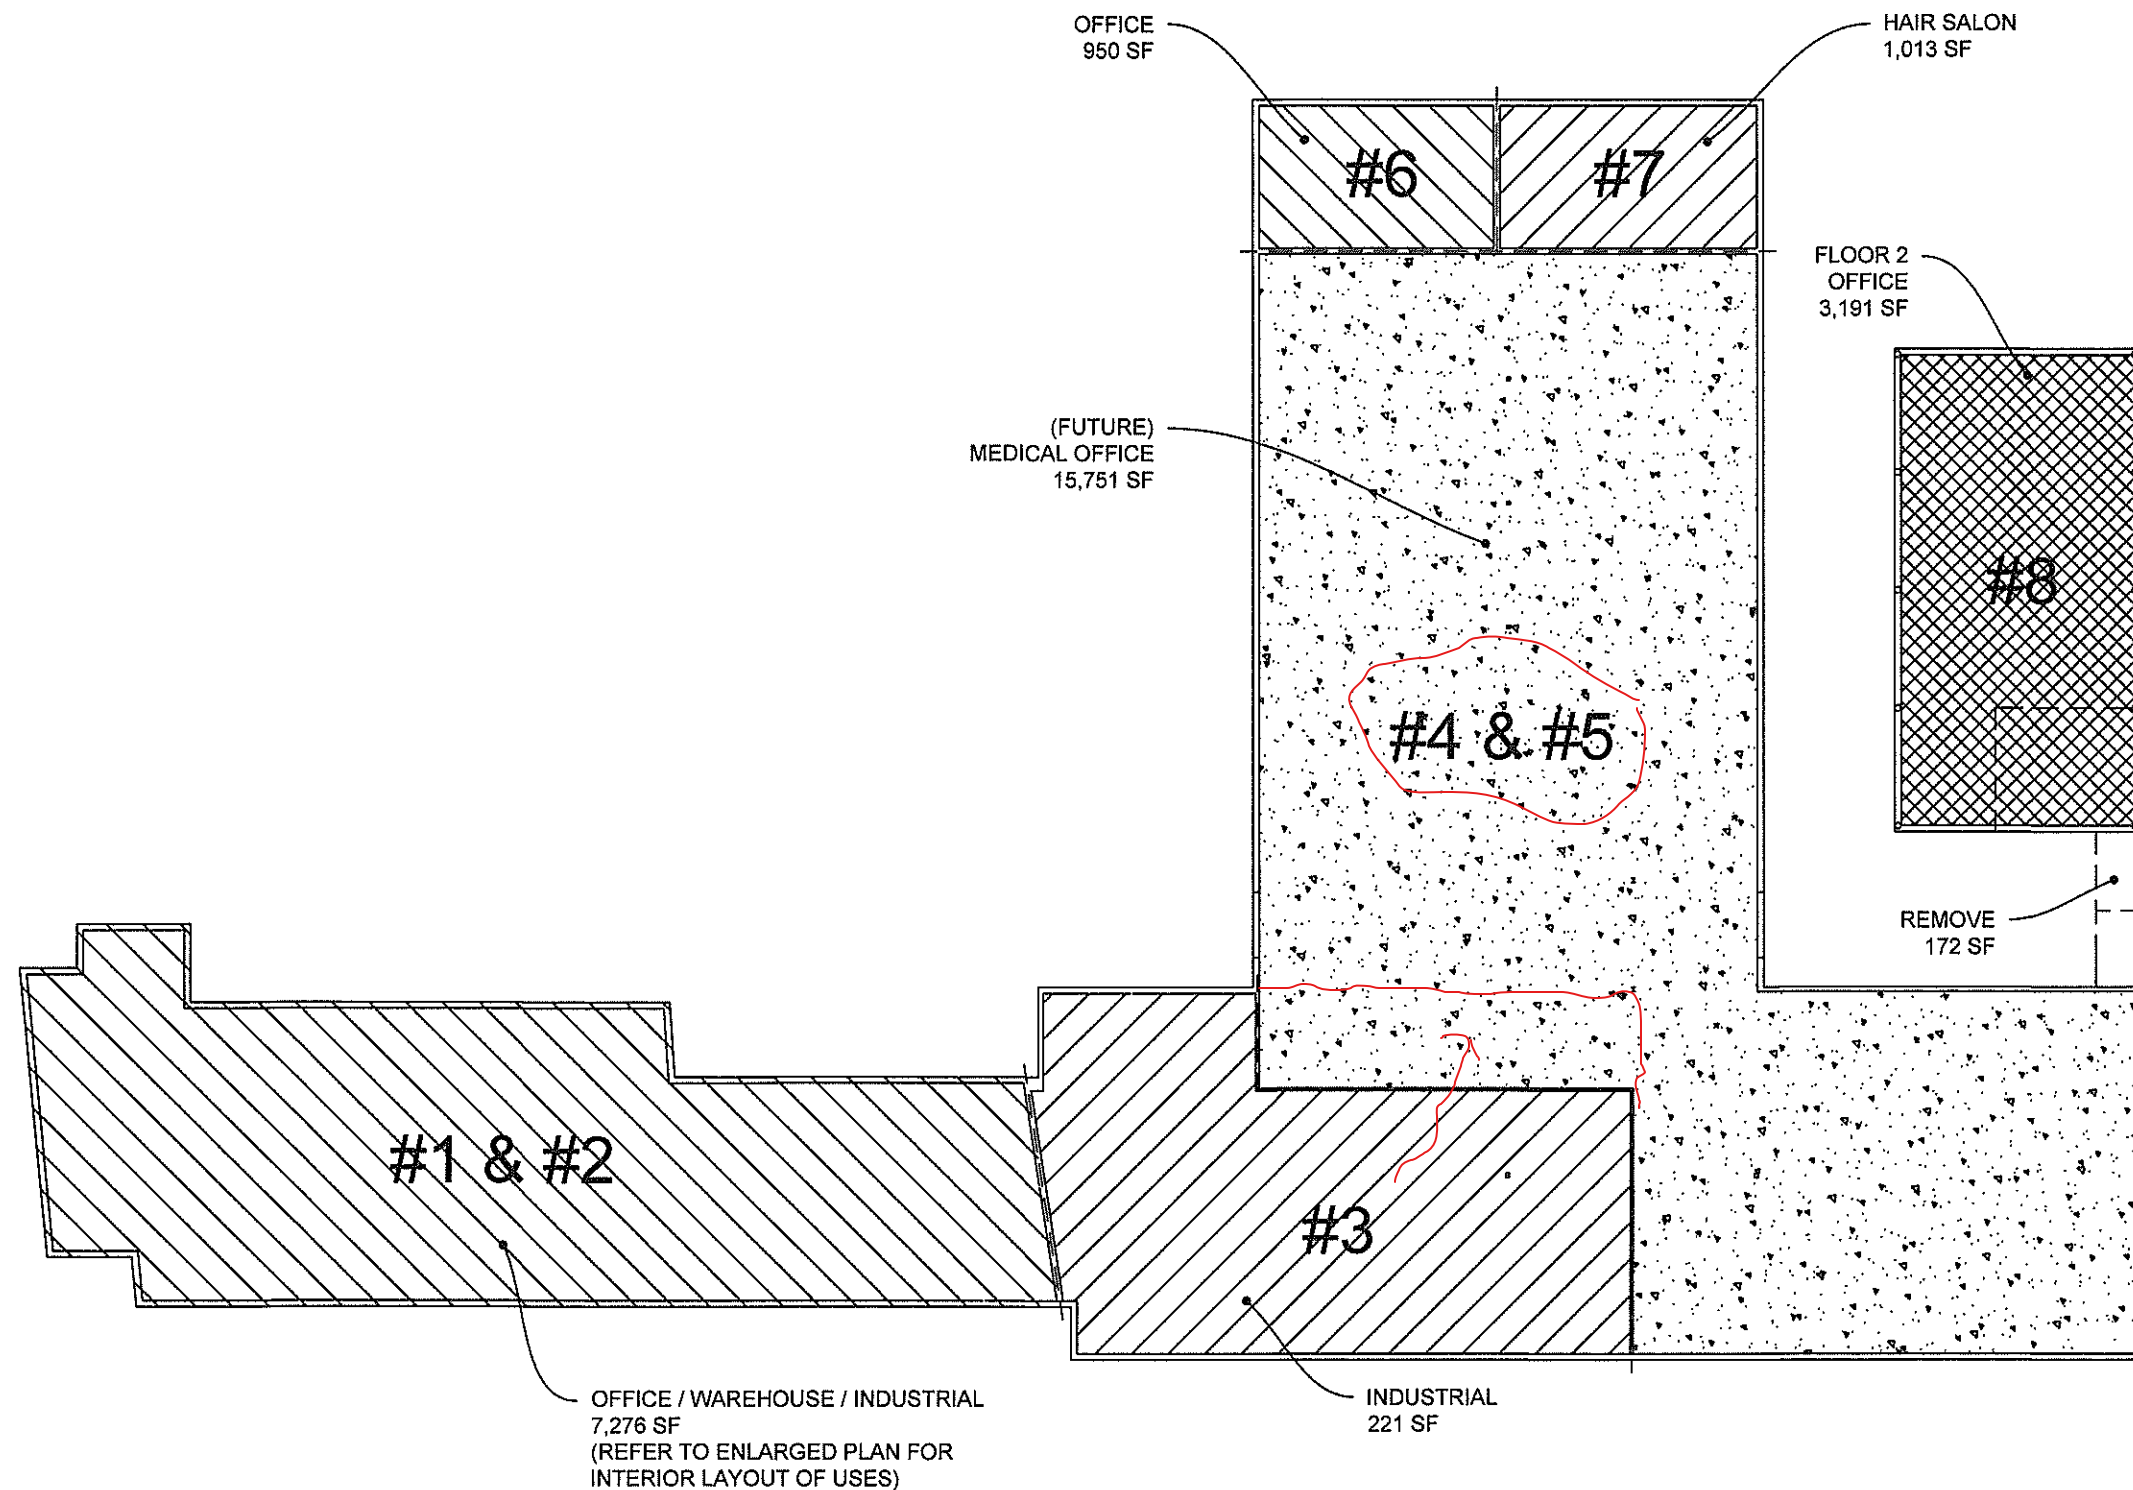 OFFICE
950 SF
HAIR SALON
1,013 SF
#6
#7
FLOOR 2
OFFICE
3,191 SF
(FUTURE)
MEDICAL OFFICE
15,751 SF
#8
#4 & #5
REMOVE
172 SF
#1 & #2
#3
OFFICE / WAREHOUSE / INDUSTRIAL
7,276 SF
(REFER TO ENLARGED PLAN FOR
INTERIOR LAYOUT OF USES)
INDUSTRIAL
221 SF